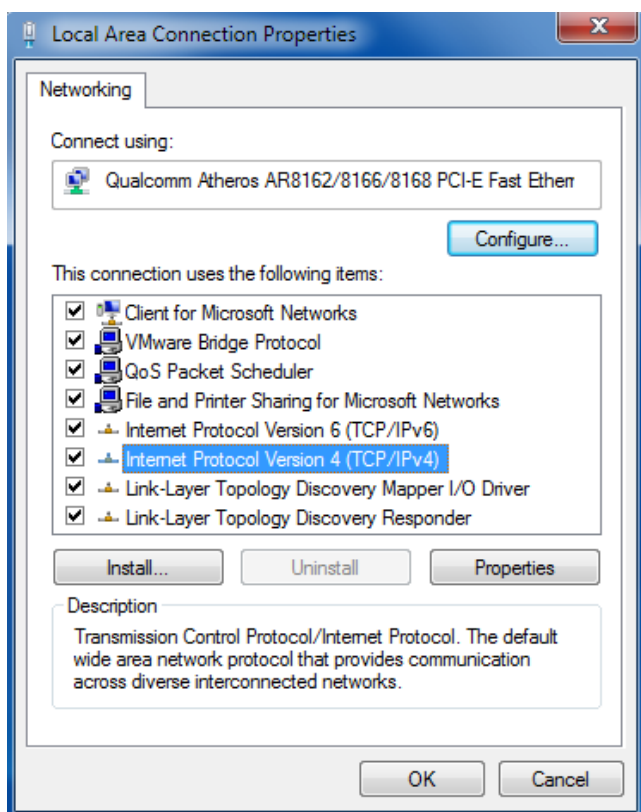 Local Area Connection Properties
Networking
Connect using:
Qualcomm Atheros AR8162/8166/8168 PCI-E Fast Ethern
Configure...
This connection uses the following items:
Client for Microsoft Networks
VMware Bridge Protocol
QoS Packet Scheduler
File and Printer Sharing for Microsoft Networks
Internet Protocol Version 6 (TCP/IPv6)
Internet Protocol Version 4 (TCP/IPv4)
Link-Layer Topology Discovery Mapper I/O Driver
Link-Layer Topology Discovery Responder
Install...
Uninstall
Properties
Description
Transmission Control Protocol/Internet Protocol. The default
wide area network protocol that provides communication
across diverse interconnected networks.
OK
Cancel